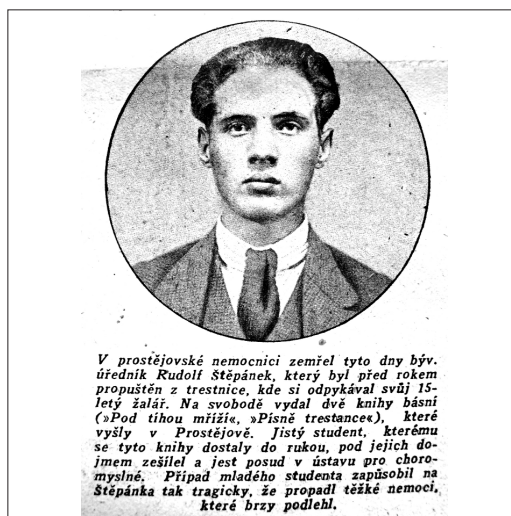 V prostějovské nemocnici zemřel tyto dny býv.
úředník Rudolf Štěpánek, který byl před rokem
propuštěn z trestnice, kde si odpykával svůj 15-
letý žalář. Na svobodě vydal dvě knihy básní
(»Pod tíhou mříží«, »Písně trestance«), které
vyšly v Prostějově. Jistý student, kterému
se tyto knihy dostaly do rukou, pod jejich do-
jmem zešílel a jest posud v ústavu pro choro-
myslné. Případ mladého studenta zapůsobil na
Štěpánka tak tragicky, že propadl těžké nemoci,
které brzy podlehl.